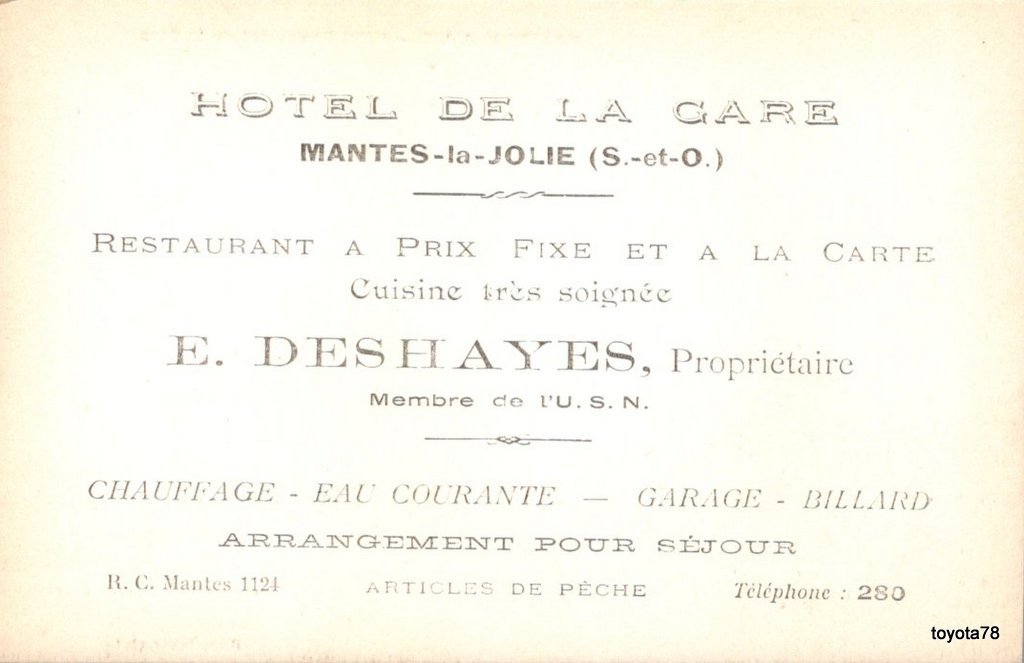 HOTEL DE LA GARE
MANTES-la-JOLIE (S.-et-O.)
RESTAURANT A PRIX FIXE ET A LA CARTE
Cuisine très soignée
E. DESHAYES, Propriétaire
Membre de l'U. S. N.
CHAUFFAGE - EAU COURANTE — GARAGE - BILLARD
ARRANGEMENT POUR SÉJOUR
R. C. Mantes 1124 ARTICLES DE PÊCHE Téléphone : 280
toyota78